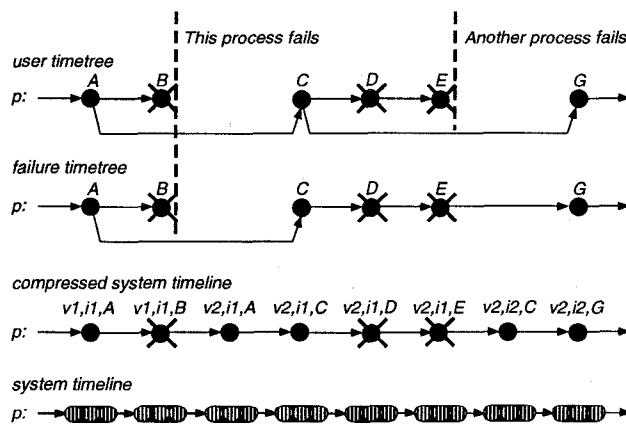 This process fails
Another process fails
user timetree
A B C D E G
p:
failure timetree
A B C D E G
p:
compressed system timeline
v1,i1,A v1,i1,B v2,i1,A v2,i1,C v2,i1,D v2,i1,E v2,i2,C v2,i2,G
p:
system timeline
p: